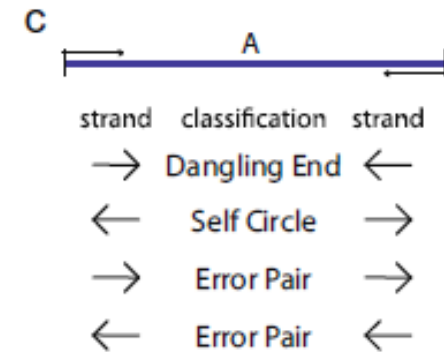 C
A
strand classification strand
Dangling End
Self Circle
Error Pair
Error Pair